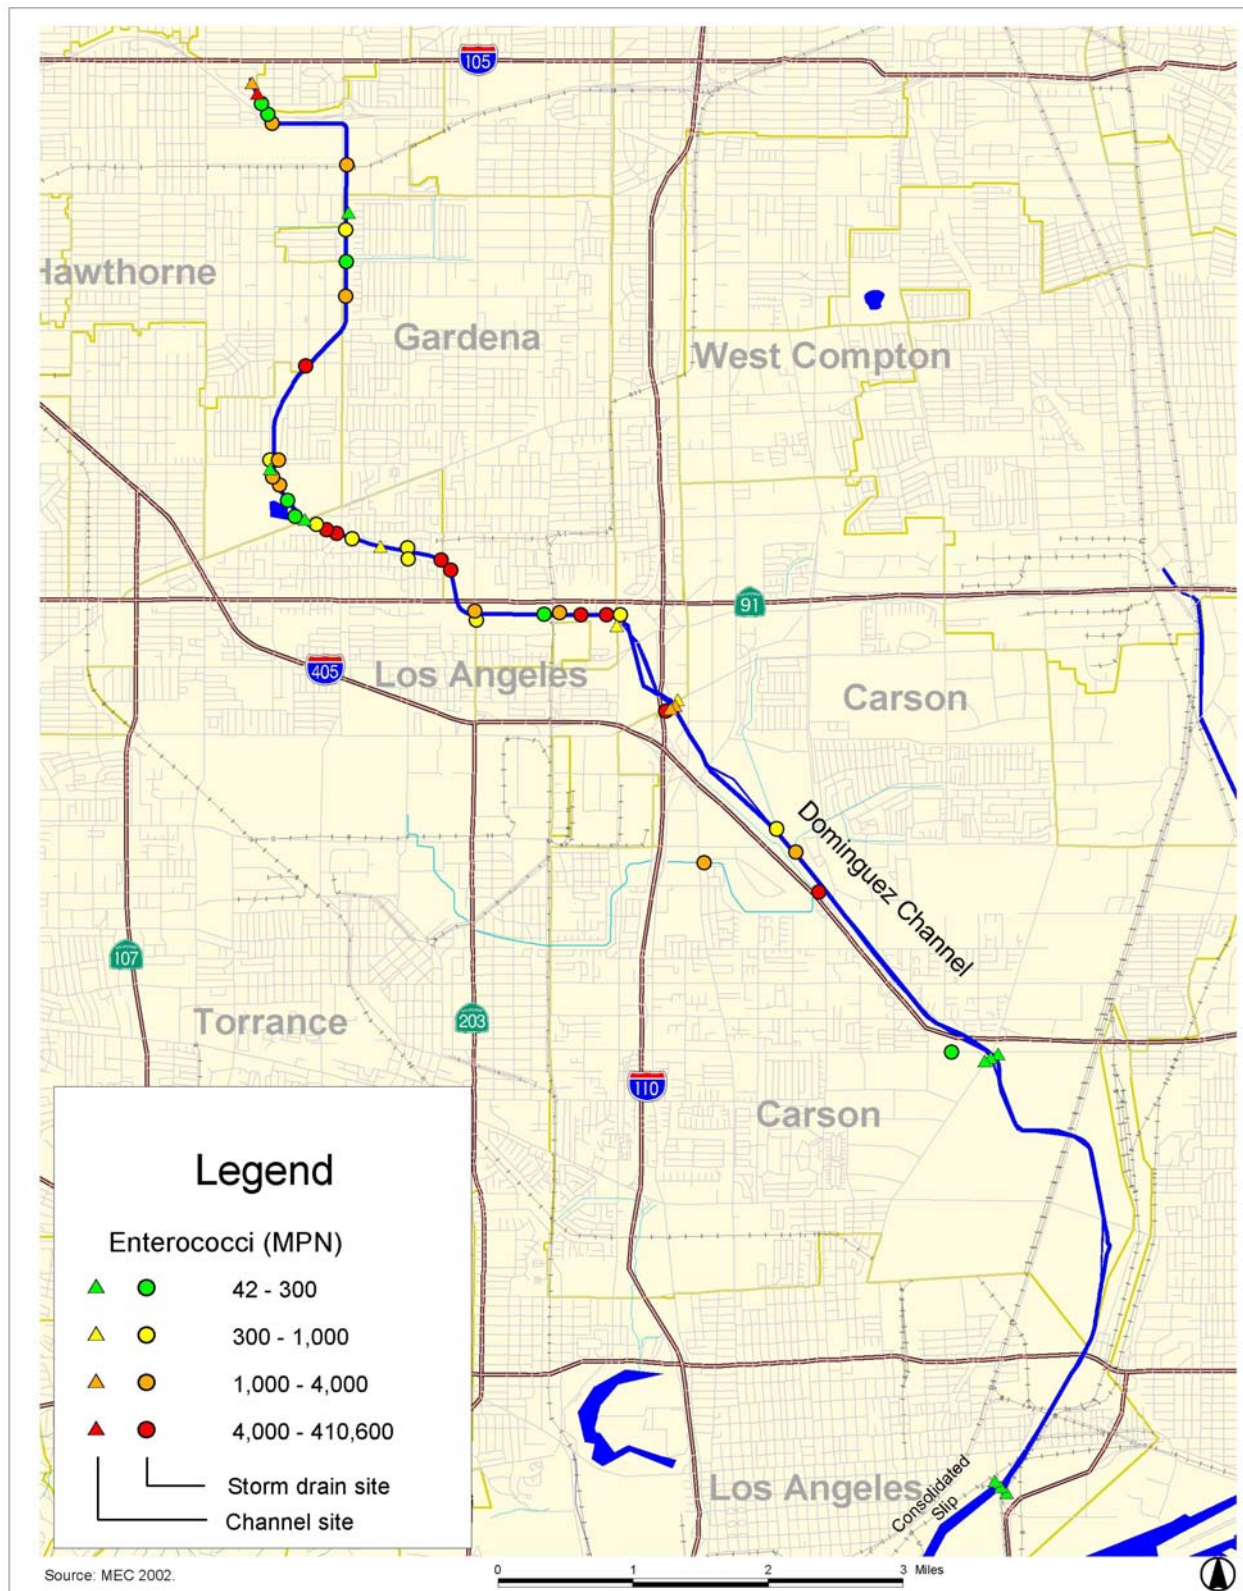 105
Hawthorne
Gardena
West Compton
91
405
Los Angeles
Carson
Dominguez Channel
107
Torrance
203
110
Carson
Legend
Enterococci (MPN)
42 - 300
300 - 1,000
1,000 - 4,000
4,000 - 410,600
Storm drain site
Channel site
Los Angeles
Consolidated
Slip
Source: MEC 2002.
0 1 2 3 Miles